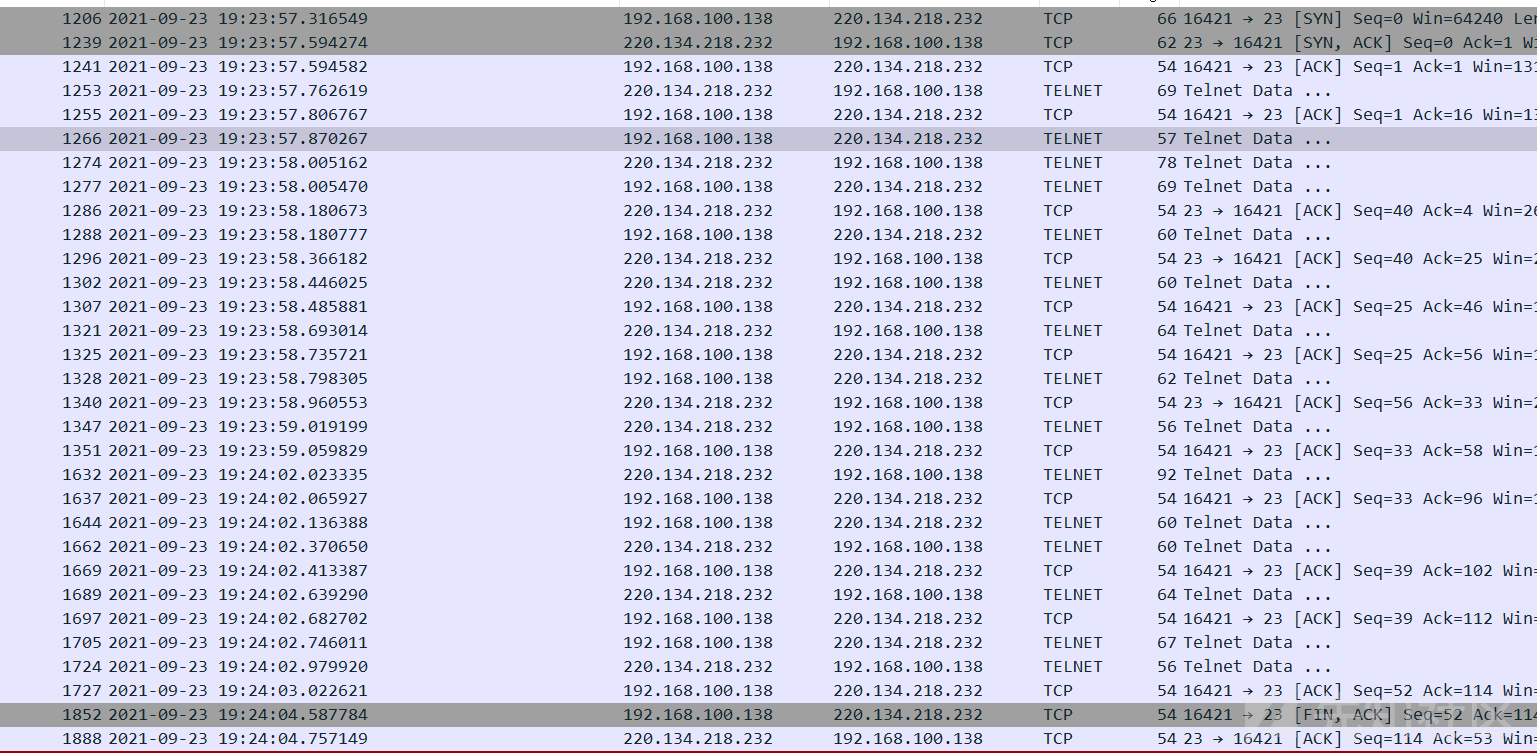 1206 2021-09-23 19:23:57.316549 192.168.100.138 220.134.218.232 TCP 66 16421 → 23 [SYN] Seq=0 Win=64240 Len
1239 2021-09-23 19:23:57.594274 220.134.218.232 192.168.100.138 TCP 62 23 → 16421 [SYN, ACK] Seq=0 Ack=1 Wi
1241 2021-09-23 19:23:57.594582 192.168.100.138 220.134.218.232 TCP 54 16421 → 23 [ACK] Seq=1 Ack=1 Win=131
1253 2021-09-23 19:23:57.762619 220.134.218.232 192.168.100.138 TELNET 69 Telnet Data ...
1255 2021-09-23 19:23:57.806767 192.168.100.138 220.134.218.232 TCP 54 16421 → 23 [ACK] Seq=1 Ack=16 Win=13
1266 2021-09-23 19:23:57.870267 192.168.100.138 220.134.218.232 TELNET 57 Telnet Data ...
1274 2021-09-23 19:23:58.005162 220.134.218.232 192.168.100.138 TELNET 78 Telnet Data ...
1277 2021-09-23 19:23:58.005470 192.168.100.138 220.134.218.232 TELNET 69 Telnet Data ...
1286 2021-09-23 19:23:58.180673 220.134.218.232 192.168.100.138 TCP 54 23 → 16421 [ACK] Seq=40 Ack=4 Win=26
1288 2021-09-23 19:23:58.180777 192.168.100.138 220.134.218.232 TELNET 60 Telnet Data ...
1296 2021-09-23 19:23:58.366182 220.134.218.232 192.168.100.138 TCP 54 23 → 16421 [ACK] Seq=40 Ack=25 Win=2
1302 2021-09-23 19:23:58.446025 220.134.218.232 192.168.100.138 TELNET 60 Telnet Data ...
1307 2021-09-23 19:23:58.485881 192.168.100.138 220.134.218.232 TCP 54 16421 → 23 [ACK] Seq=25 Ack=46 Win=1
1321 2021-09-23 19:23:58.693014 220.134.218.232 192.168.100.138 TELNET 64 Telnet Data ...
1325 2021-09-23 19:23:58.735721 192.168.100.138 220.134.218.232 TCP 54 16421 → 23 [ACK] Seq=25 Ack=56 Win=1
1328 2021-09-23 19:23:58.798305 192.168.100.138 220.134.218.232 TELNET 62 Telnet Data ...
1340 2021-09-23 19:23:58.960553 220.134.218.232 192.168.100.138 TCP 54 23 → 16421 [ACK] Seq=56 Ack=33 Win=2
1347 2021-09-23 19:23:59.019199 220.134.218.232 192.168.100.138 TELNET 56 Telnet Data ...
1351 2021-09-23 19:23:59.059829 192.168.100.138 220.134.218.232 TCP 54 16421 → 23 [ACK] Seq=33 Ack=58 Win=1
1632 2021-09-23 19:24:02.023335 220.134.218.232 192.168.100.138 TELNET 92 Telnet Data ...
1637 2021-09-23 19:24:02.065927 192.168.100.138 220.134.218.232 TCP 54 16421 → 23 [ACK] Seq=33 Ack=96 Win=1
1644 2021-09-23 19:24:02.136388 192.168.100.138 220.134.218.232 TELNET 60 Telnet Data ...
1662 2021-09-23 19:24:02.370650 220.134.218.232 192.168.100.138 TELNET 60 Telnet Data ...
1669 2021-09-23 19:24:02.413387 192.168.100.138 220.134.218.232 TCP 54 16421 → 23 [ACK] Seq=39 Ack=102 Win=
1689 2021-09-23 19:24:02.639290 220.134.218.232 192.168.100.138 TELNET 64 Telnet Data ...
1697 2021-09-23 19:24:02.682702 192.168.100.138 220.134.218.232 TCP 54 16421 → 23 [ACK] Seq=39 Ack=112 Win=
1705 2021-09-23 19:24:02.746011 192.168.100.138 220.134.218.232 TELNET 67 Telnet Data ...
1724 2021-09-23 19:24:02.979920 220.134.218.232 192.168.100.138 TELNET 56 Telnet Data ...
1727 2021-09-23 19:24:03.022621 192.168.100.138 220.134.218.232 TCP 54 16421 → 23 [ACK] Seq=52 Ack=114 Win=
1852 2021-09-23 19:24:04.587784 192.168.100.138 220.134.218.232 TCP 54 16421 → 23 [FIN, ACK] Seq=52 Ack=114
1888 2021-09-23 19:24:04.757149 220.134.218.232 192.168.100.138 TCP 54 23 → 16421 [ACK] Seq=114 Ack=53 Win=